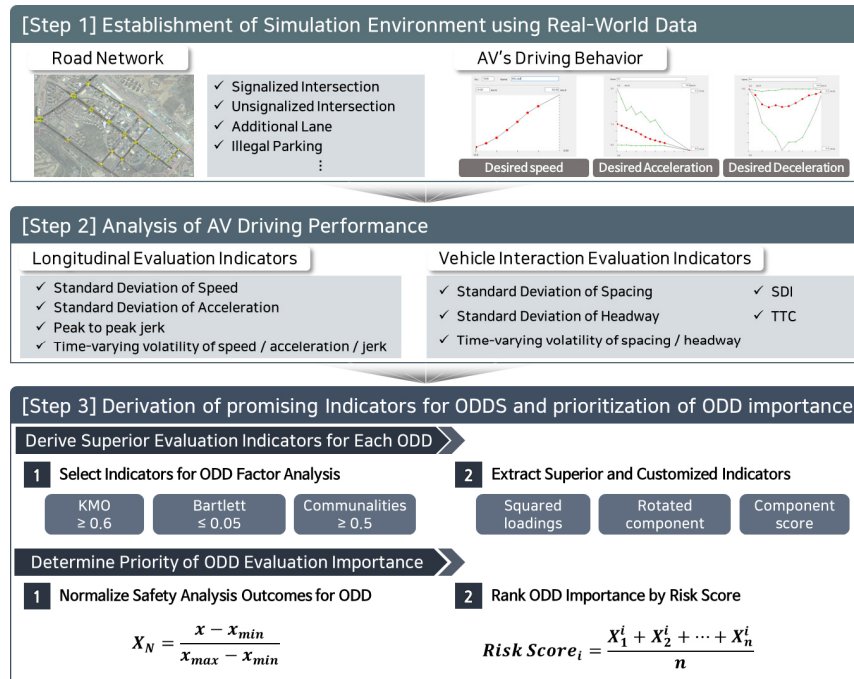 [Step 1] Establishment of Simulation Environment using Real-World Data
Road Network
✓ Signalized Intersection
✓ Unsignalized Intersection
✓ Additional Lane
✓ Illegal Parking
⋮
AV's Driving Behavior
Desired speed
Desired Acceleration
Desired Deceleration
[Step 2] Analysis of AV Driving Performance
Longitudinal Evaluation Indicators
✓ Standard Deviation of Speed
✓ Standard Deviation of Acceleration
✓ Peak to peak jerk
✓ Time-varying volatility of speed / acceleration / jerk
Vehicle Interaction Evaluation Indicators
✓ Standard Deviation of Spacing
✓ Standard Deviation of Headway
✓ Time-varying volatility of spacing / headway
✓ SDI
✓ TTC
[Step 3] Derivation of promising Indicators for ODDS and prioritization of ODD importance
Derive Superior Evaluation Indicators for Each ODD
1 Select Indicators for ODD Factor Analysis
KMO
≥ 0.6
Bartlett
≤ 0.05
Communalities
≥ 0.5
2 Extract Superior and Customized Indicators
Squared
loadings
Rotated
component
Component
score
Determine Priority of ODD Evaluation Importance
1 Normalize Safety Analysis Outcomes for ODD
X_N = (x − x_min) / (x_max − x_min)
2 Rank ODD Importance by Risk Score
Risk Score_i = (X_1^i + X_2^i + ⋯ + X_n^i) / n